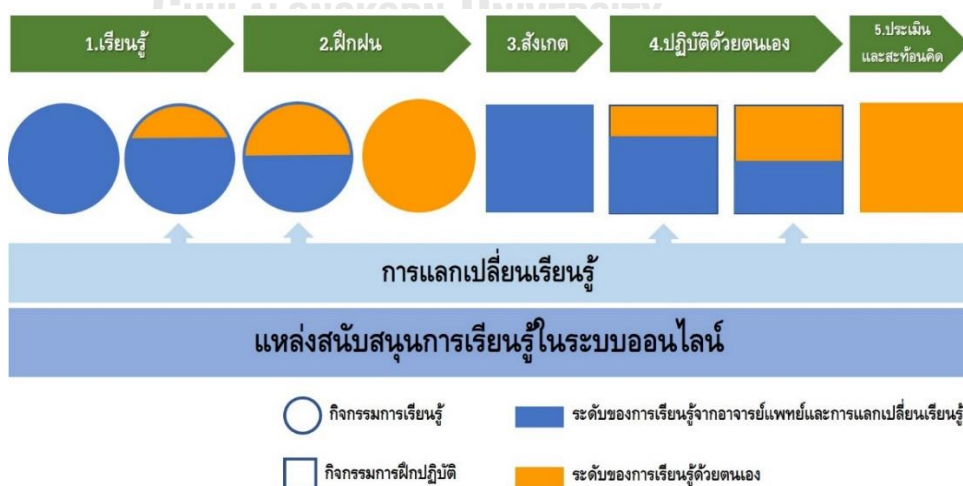 CHULALONGKORN UNIVERSITY
1.เรียนรู้
2.ฝึกฝน
3.สังเกต
4.ปฏิบัติด้วยตนเอง
5.ประเมิน
และสะท้อนคิด
การแลกเปลี่ยนเรียนรู้
แหล่งสนับสนุนการเรียนรู้ในระบบออนไลน์
กิจกรรมการเรียนรู้
ระดับของการเรียนรู้จากอาจารย์แพทย์และการแลกเปลี่ยนเรียนรู้
กิจกรรมการฝึกปฏิบัติ
ระดับของการเรียนรู้ด้วยตนเอง